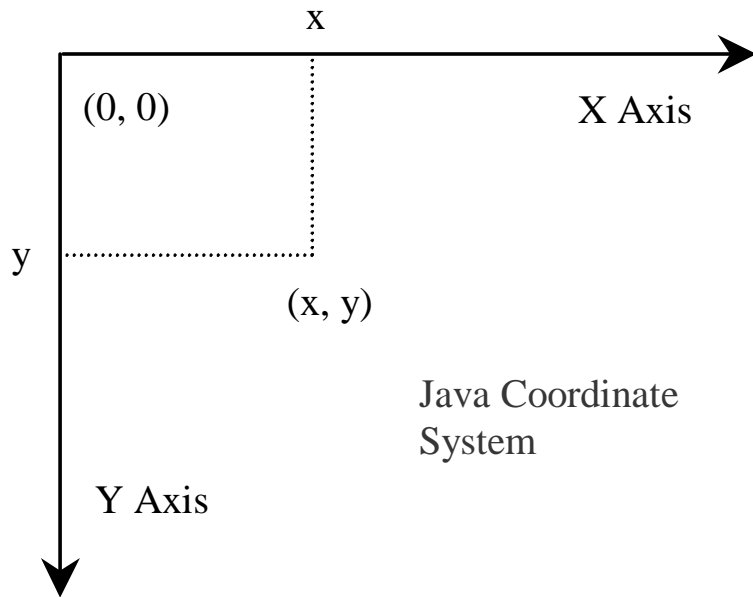 x
(0, 0)
X Axis
y
(x, y)
Java Coordinate
System
Y Axis